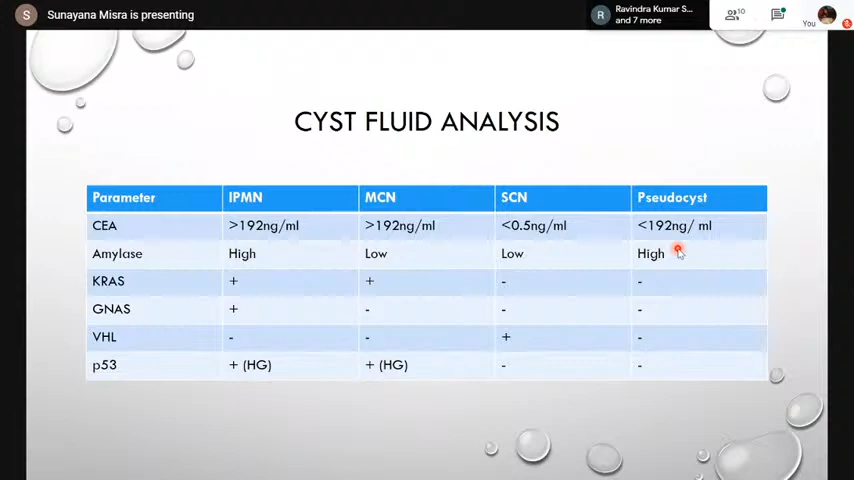 S Sunayana Misra is presenting
R Ravindra Kumar S...
and 7 more
10
You
CYST FLUID ANALYSIS
Parameter IPMN MCN SCN Pseudocyst
CEA >192ng/ml >192ng/ml <0.5ng/ml <192ng/ ml
Amylase High Low Low High
KRAS + + - -
GNAS + - - -
VHL - - + -
p53 + (HG) + (HG) - -